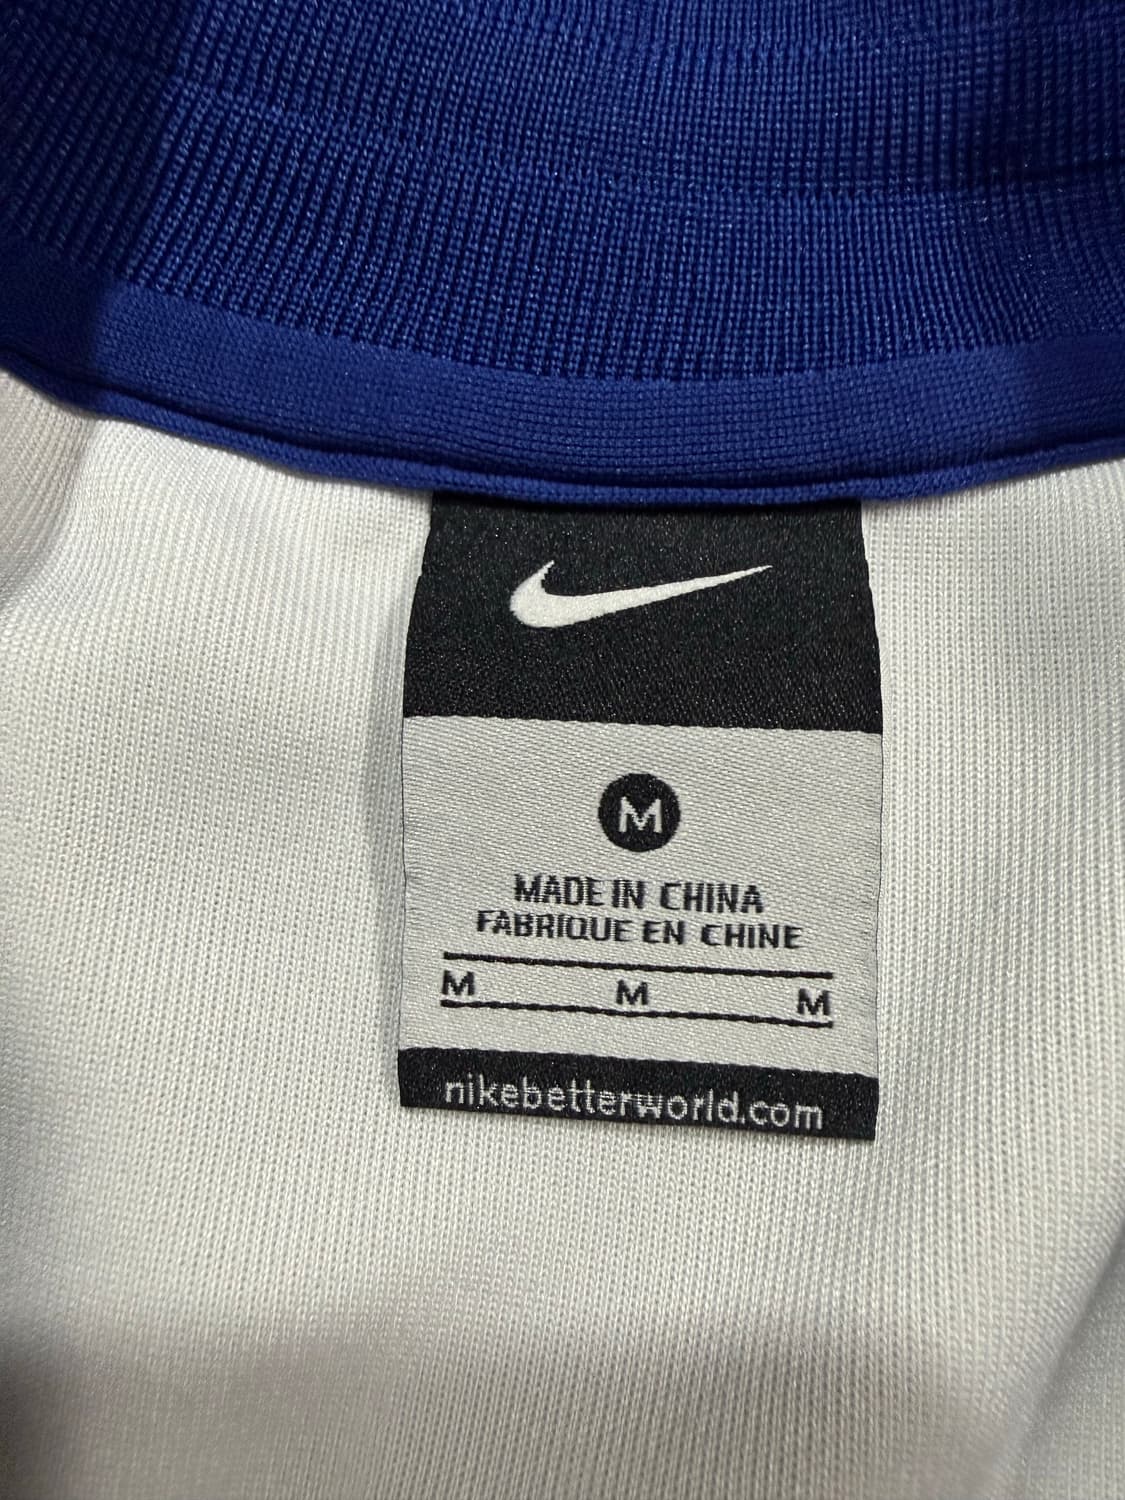 M
MADE IN CHINA
FABRIQUE EN CHINE
M M M
nikebetterworld.com